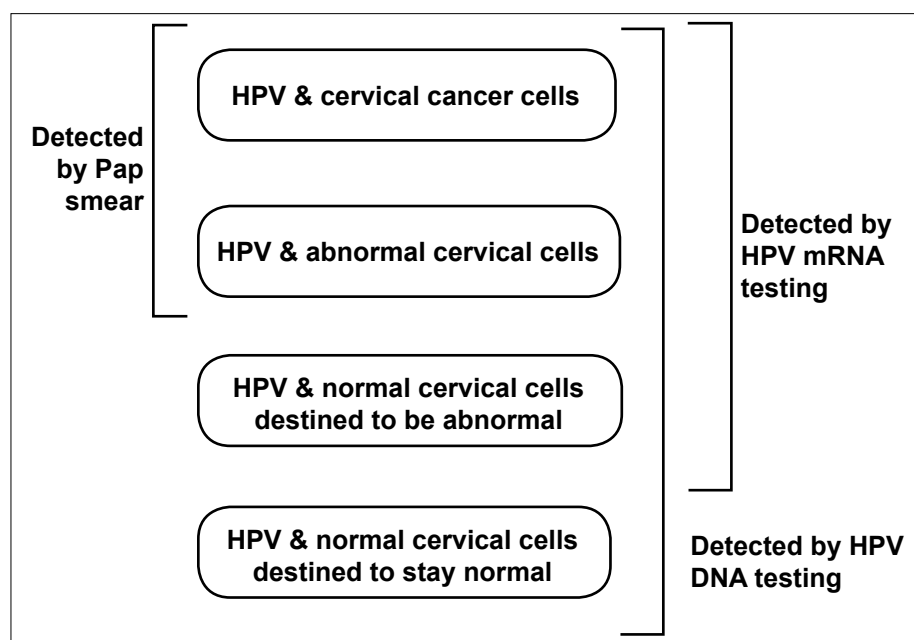 HPV & cervical cancer cells
Detected
by Pap
smear
HPV & abnormal cervical cells
Detected by
HPV mRNA
testing
HPV & normal cervical cells
destined to be abnormal
HPV & normal cervical cells
destined to stay normal
Detected by HPV
DNA testing